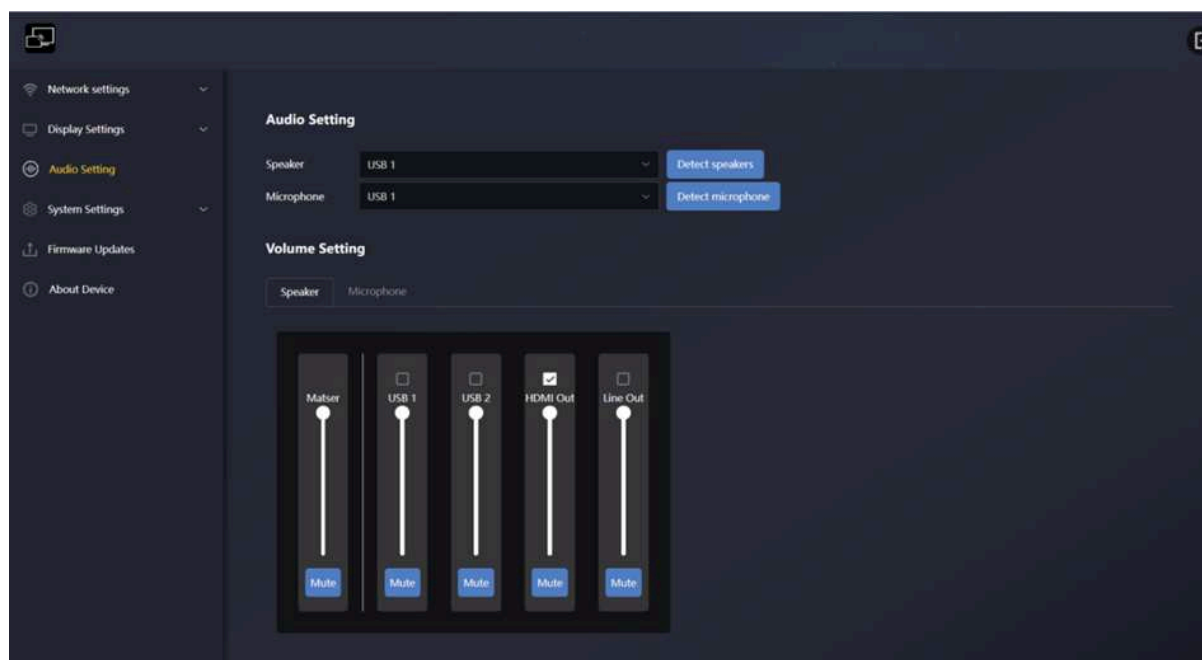 Network settings
Display Settings
Audio Setting
System Settings
Firmware Updates
About Device
Audio Setting
Speaker USB 1 Detect speakers
Microphone USB 1 Detect microphone
Volume Setting
Speaker Microphone
Matser USB 1 USB 2 HDMI Out Line Out
Mute Mute Mute Mute Mute